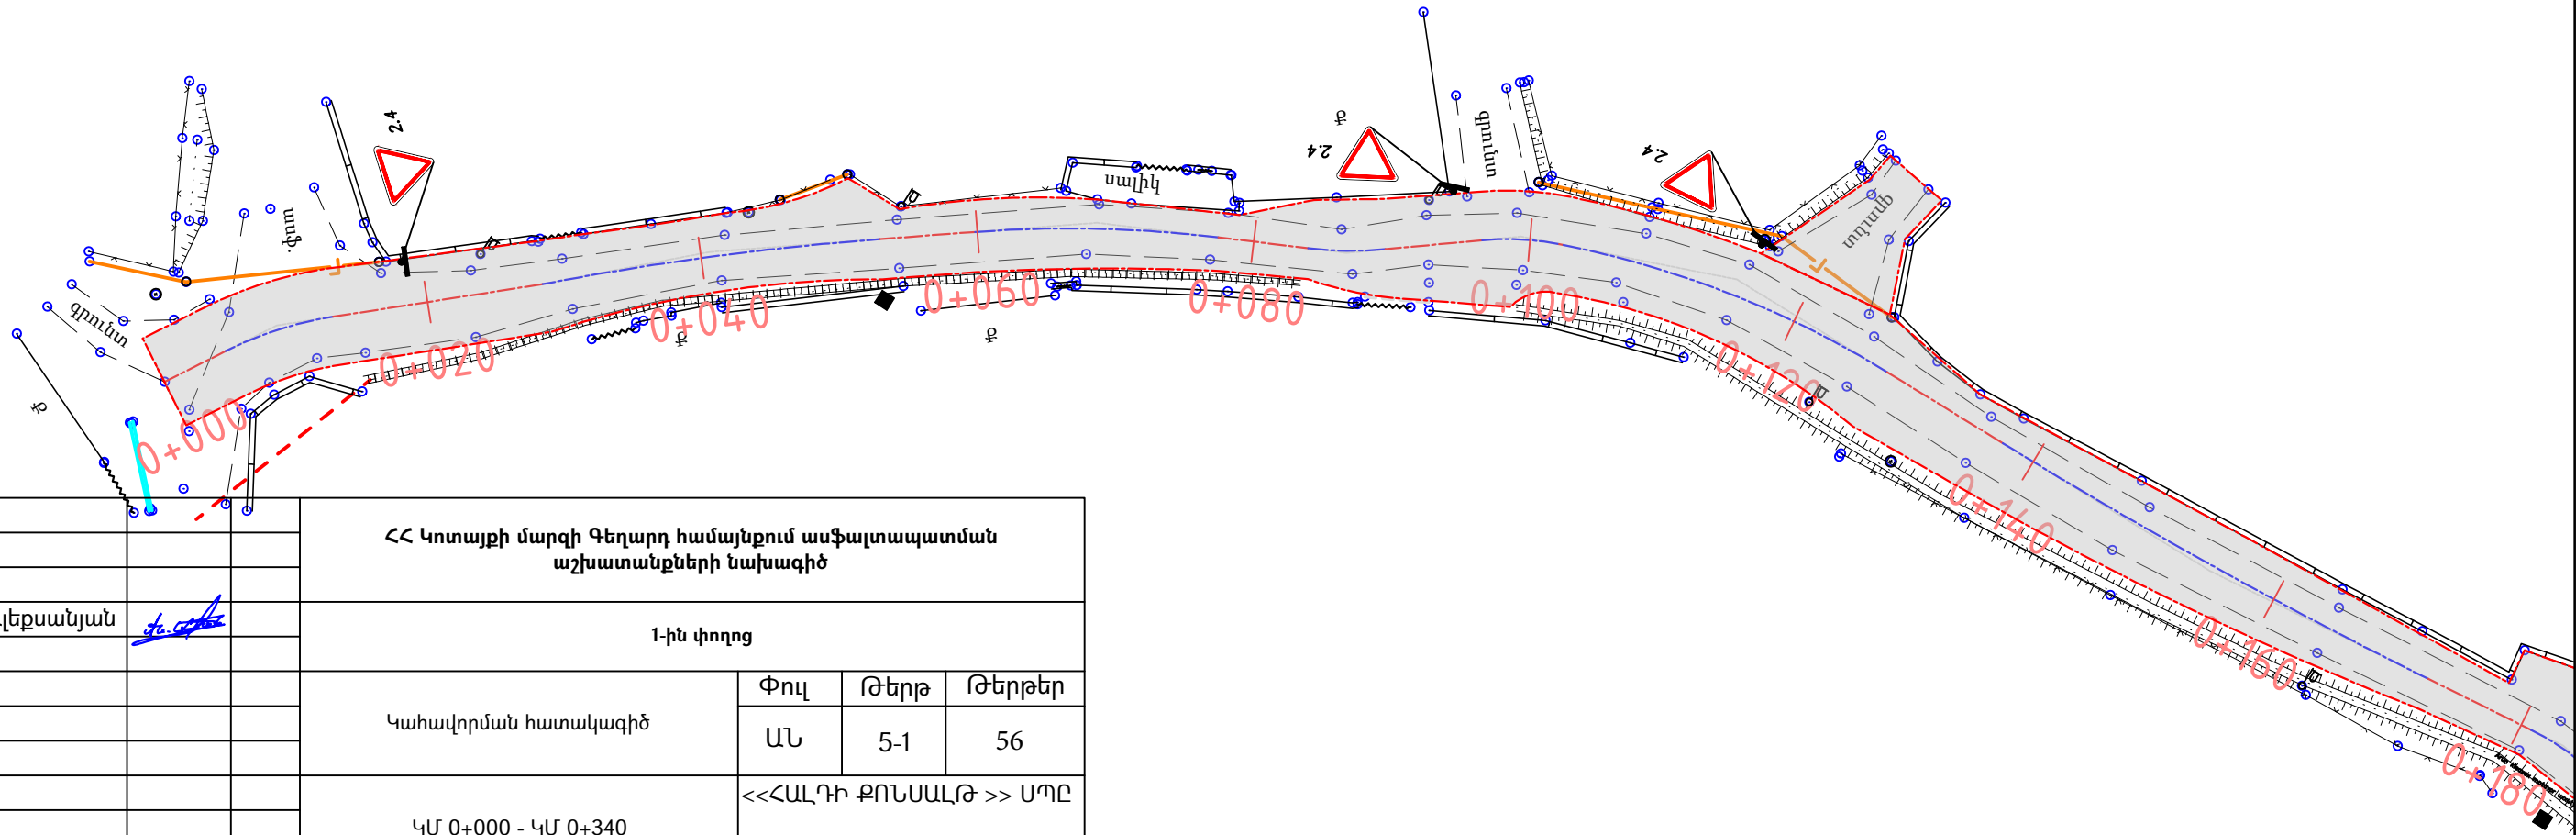 2.4
ք
2.4
գրունտ
2.4
.ֆոտ
սալիկ
տղամբ
գրունտ
0+000
0+020
0+040
0+060
0+080
0+100
0+120
0+140
0+160
0+180
ք
ք
ՀՀ Կոտայքի մարզի Գեղարդ համայնքում ասֆալտապատման
աշխատանքների նախագիծ
լեքսանյան
1-ին փողոց
Կահավորման հատակագիծ
Փուլ Թերթ Թերթեր
ԱՆ 5-1 56
<<ՀԱԼԴԻ ՔՈՆՍԱԼԹ >> ՍՊԸ
ԿՄ 0+000 - ԿՄ 0+340